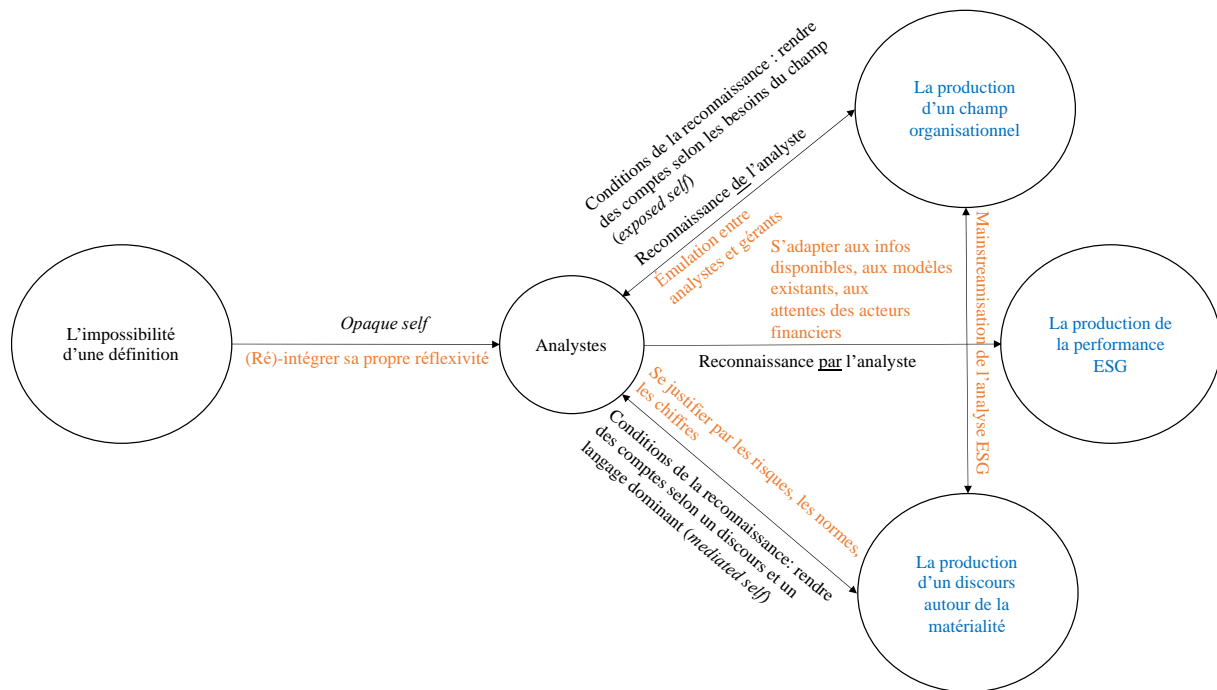 L’impossibilité
d’une définition
Opaque self
(Ré)-intégrer sa propre réflexivité
Analystes
Conditions de la reconnaissance : rendre
des comptes selon les besoins du champ
(exposed self)
Reconnaissance de l’analyste
Émulation entre
analystes et gérants
La production
d’un champ
organisationnel
S’adapter aux infos
disponibles, aux modèles
existants, aux
attentes des acteurs
financiers
Reconnaissance par l’analyste
Mainstreamisation de l’analyse ESG
La production de
la performance
ESG
Se justifier par les risques, les normes,
les chiffres
Conditions de la reconnaissance: rendre
des comptes selon un discours et un
langage dominant (mediated self)
La production
d’un discours
autour de la
matérialité